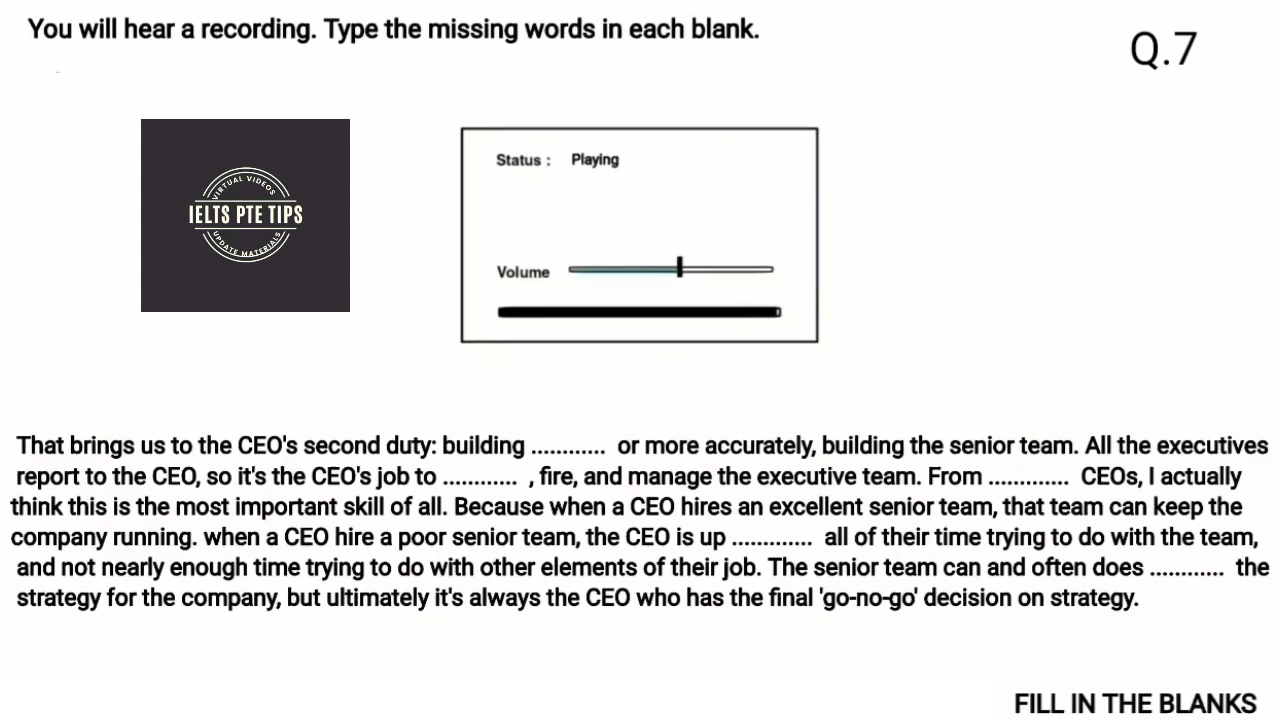 You will hear a recording. Type the missing words in each blank.
Q.7
VIRTUAL VIDEOS
IELTS PTE TIPS
UPDATE MATERIALS
Status : Playing
Volume
That brings us to the CEO's second duty: building ............ or more accurately, building the senior team. All the executives
report to the CEO, so it's the CEO's job to ............ , fire, and manage the executive team. From ............. CEOs, I actually
think this is the most important skill of all. Because when a CEO hires an excellent senior team, that team can keep the
company running. when a CEO hire a poor senior team, the CEO is up ............. all of their time trying to do with the team,
and not nearly enough time trying to do with other elements of their job. The senior team can and often does ............ the
strategy for the company, but ultimately it's always the CEO who has the final 'go-no-go' decision on strategy.
FILL IN THE BLANKS